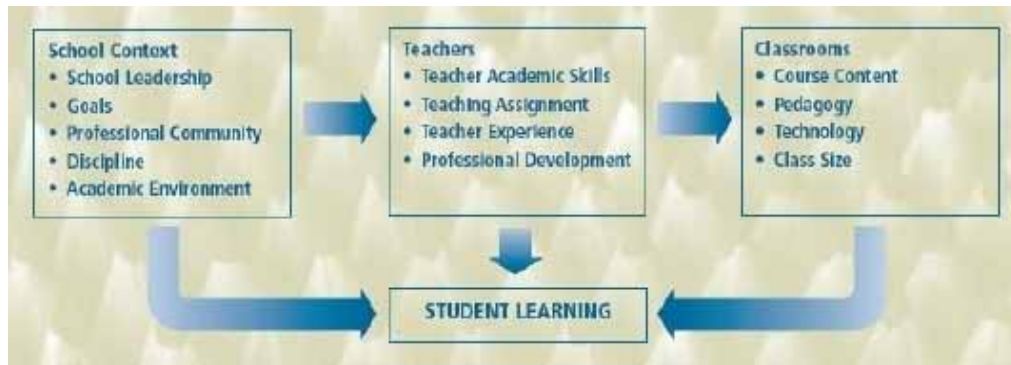 School Context
• School Leadership
• Goals
• Professional Community
• Discipline
• Academic Environment
Teachers
• Teacher Academic Skills
• Teaching Assignment
• Teacher Experience
• Professional Development
Classrooms
• Course Content
• Pedagogy
• Technology
• Class Size
STUDENT LEARNING